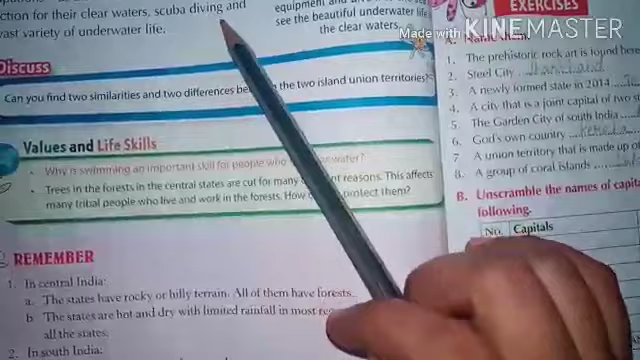 ction for their clear waters, scuba diving and
vast variety of underwater life.
equipment and
see the beautiful underwater life
the clear waters.
Made with KINEMASTER
Discuss
Can you find two similarities and two differences be the two island union territories?
Values and Life Skills
Why is swimming an important skill for people who water?
Trees in the forests in the central states are cut for many reasons. This affects
many tribal people who live and work in the forests. How protect them?
REMEMBER
1. In central India:
a. The states have rocky or hilly terrain. All of them have forests.
b The states are hot and dry with limited rainfall in most
all the states.
2. In south India:
EXERCISES
A. Name them.
1. The prehistoric rock art is found here
2. Steel City
3. A newly formed state in 2014
4. A city that is a joint capital of two
5. The Garden City of south India
6. God's own country
7 A union territory that is made up of
8. A group of coral islands
B. Unscramble the names of capit
following.
No. Capitals